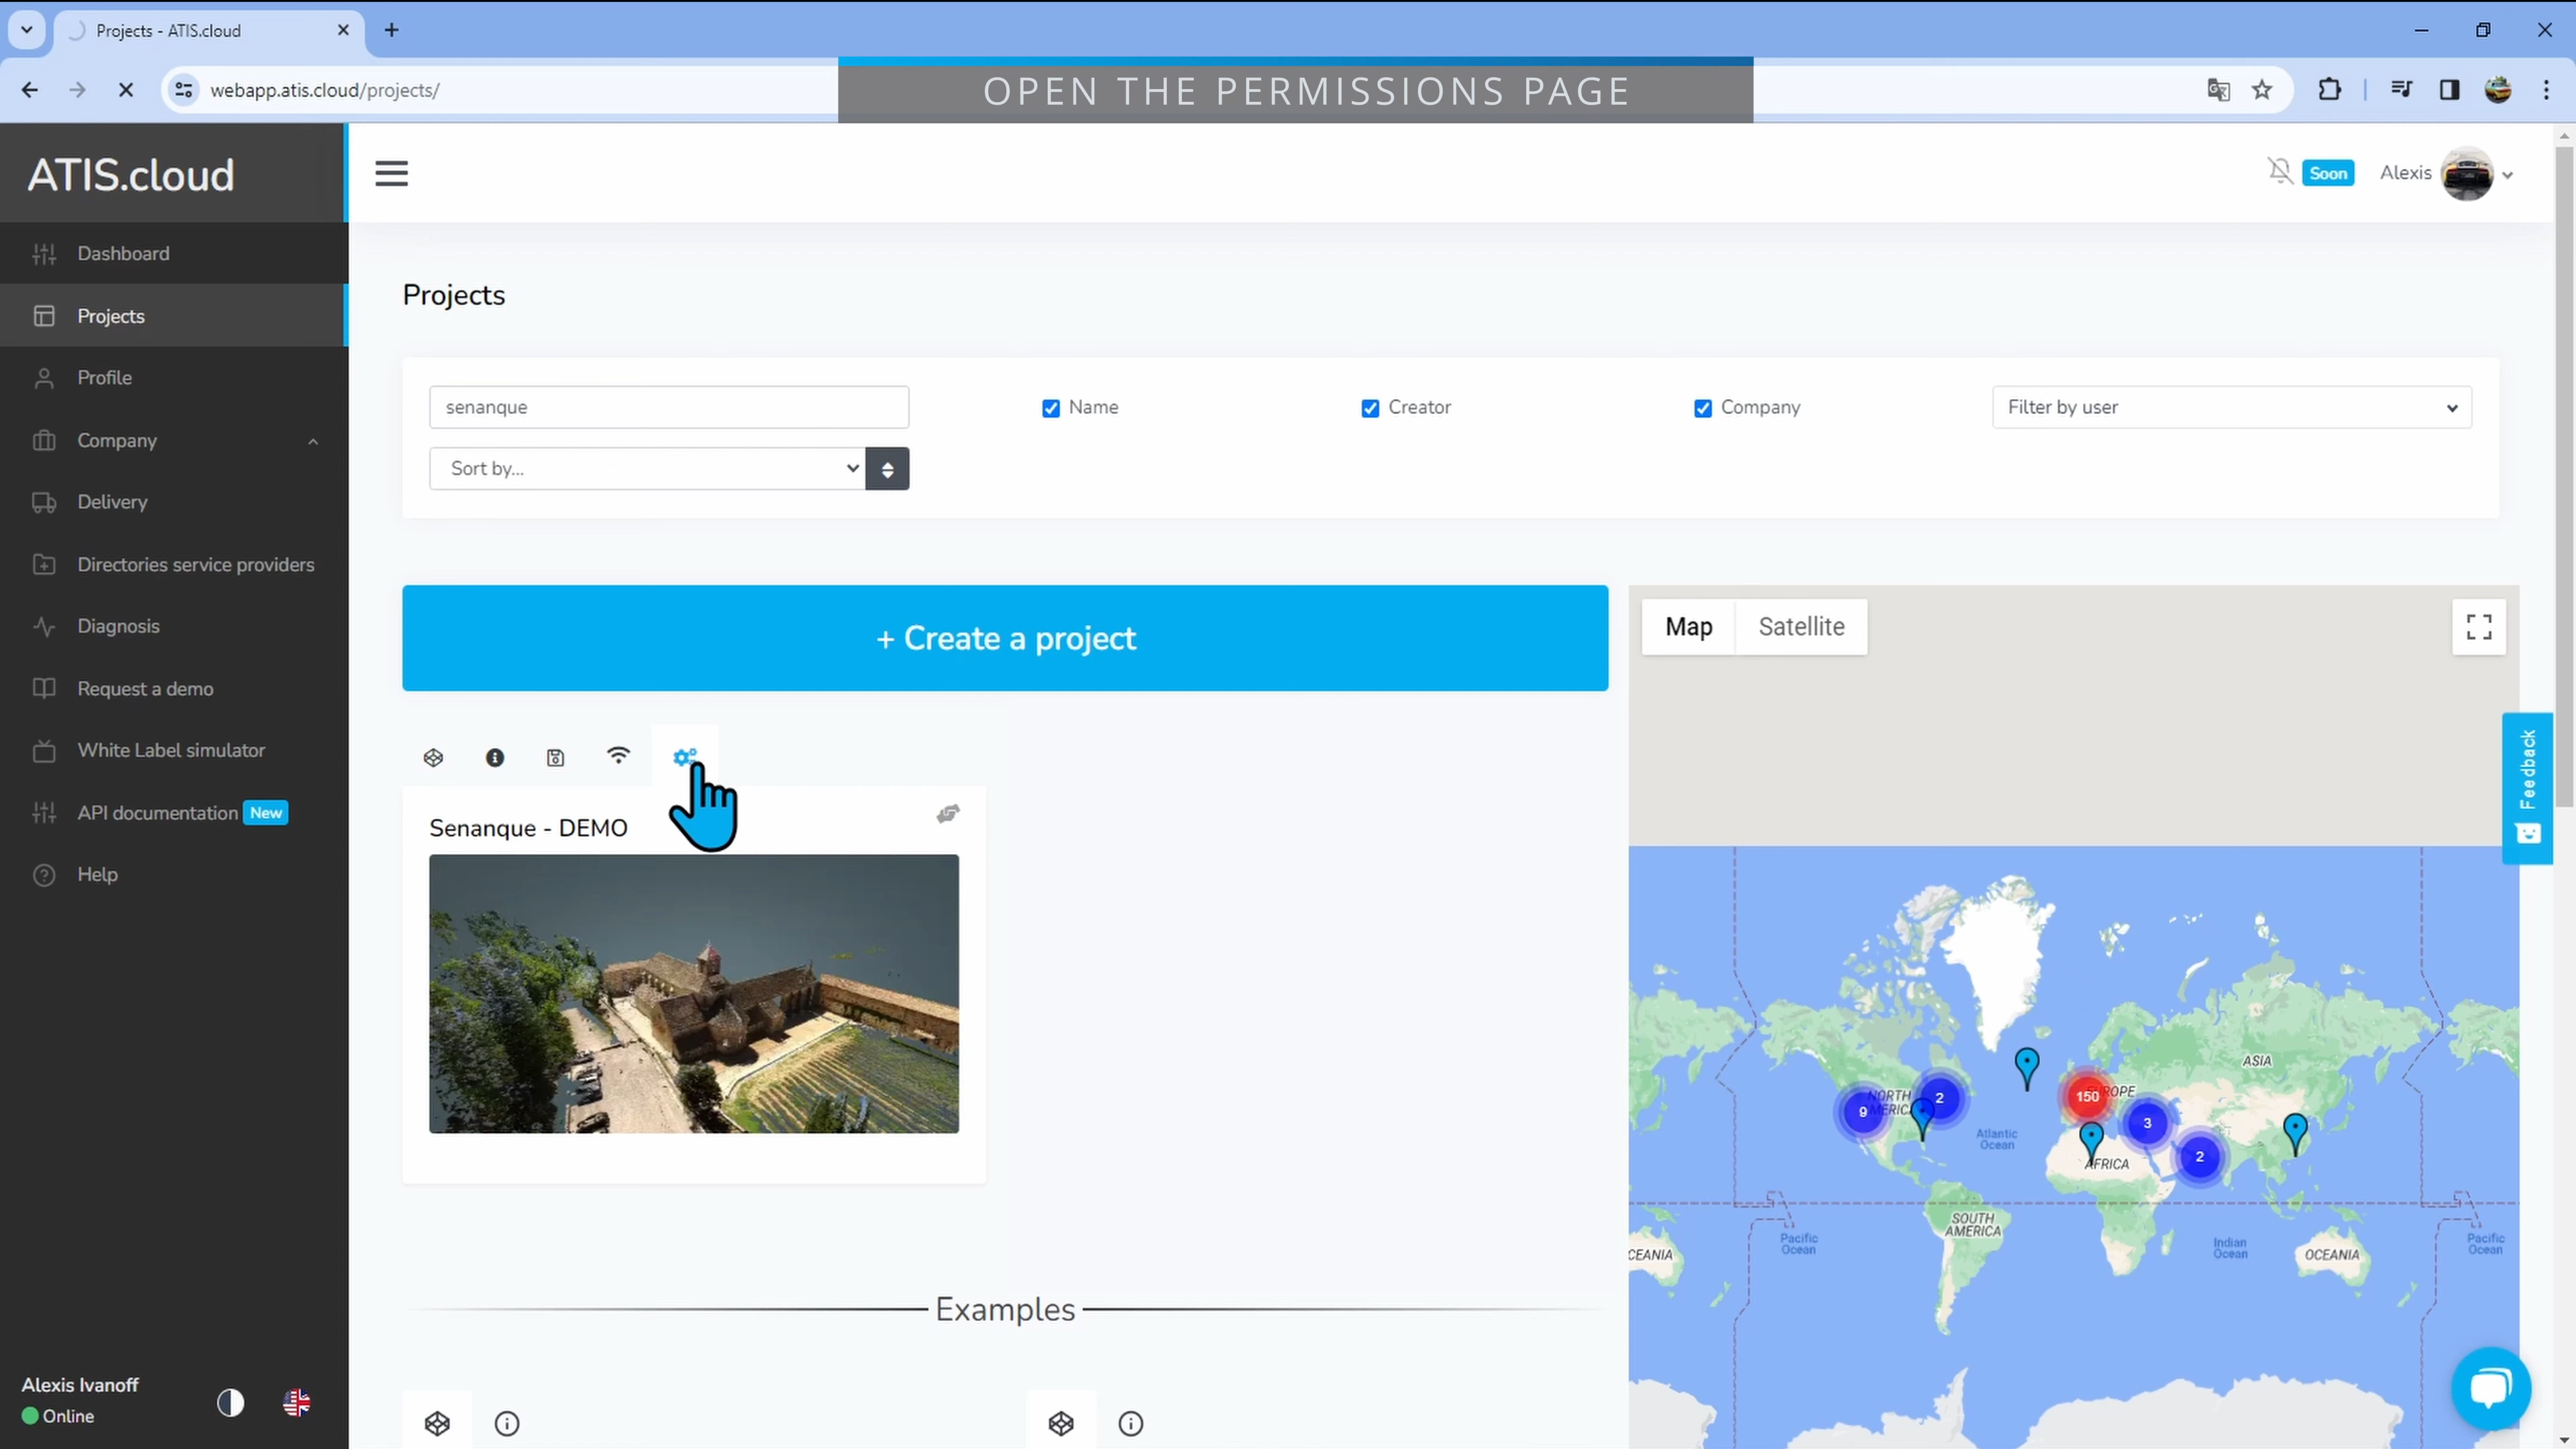 Projects - ATIS.cloud
webapp.atis.cloud/projects/
OPEN THE PERMISSIONS PAGE
ATIS.cloud
Soon
Alexis
Dashboard
Projects
Profile
Company
Delivery
Directories service providers
Diagnosis
Request a demo
White Label simulator
API documentation New
Help
Alexis Ivanoff
Online
Projects
senanque
Name
Creator
Company
Filter by user
Sort by...
+ Create a project
Senanque - DEMO
Examples
Map
Satellite
Feedback
ASIA
150
EUROPE
NORTH
AMERICA
9
2
3
2
Atlantic
Ocean
AFRICA
SOUTH
AMERICA
Pacific
Ocean
Indian
Ocean
Pacific
Ocean
CEANIA
OCEANIA